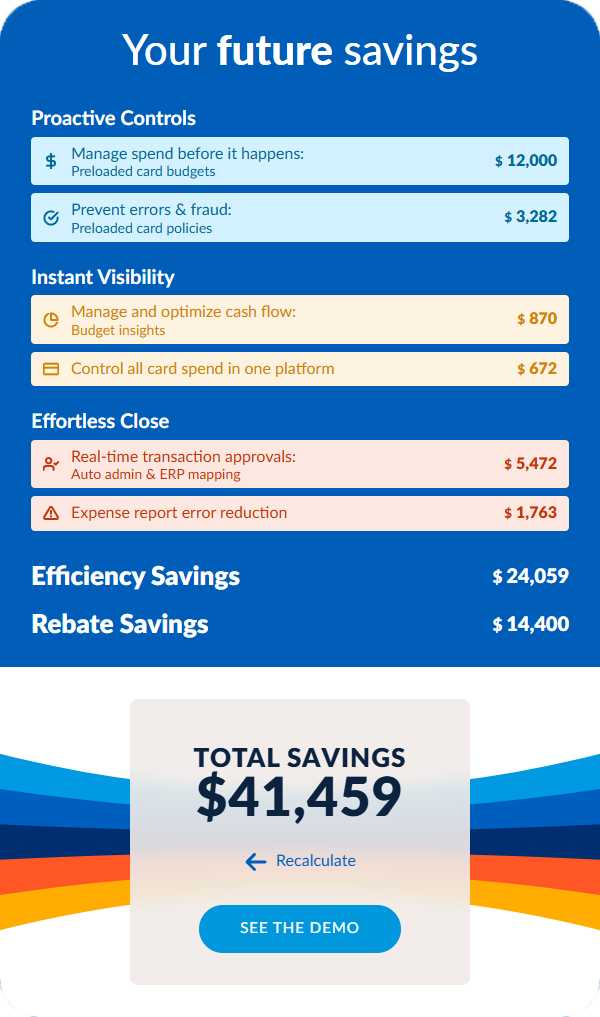 Your future savings
Proactive Controls
Manage spend before it happens:
$ 12,000
Preloaded card budgets
Prevent errors & fraud:
$ 3,282
Preloaded card policies
Instant Visibility
Manage and optimize cash flow:
$ 870
Budget insights
Control all card spend in one platform
$ 672
Effortless Close
Real-time transaction approvals:
$ 5,472
Auto admin & ERP mapping
Expense report error reduction
$ 1,763
Efficiency Savings
$ 24,059
Rebate Savings
$ 14,400
TOTAL SAVINGS
$41,459
Recalculate
SEE THE DEMO